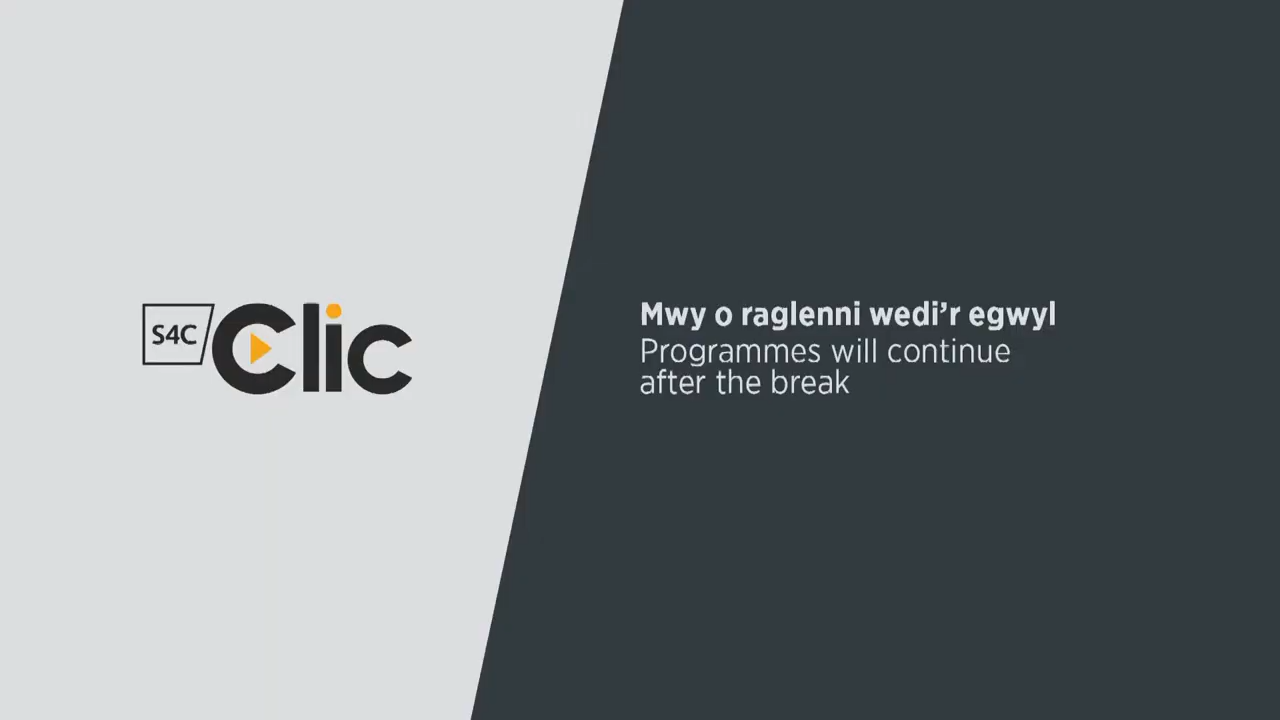 S4C Clic
Mwy o raglenni wedi’r egwyl
Programmes will continue
after the break